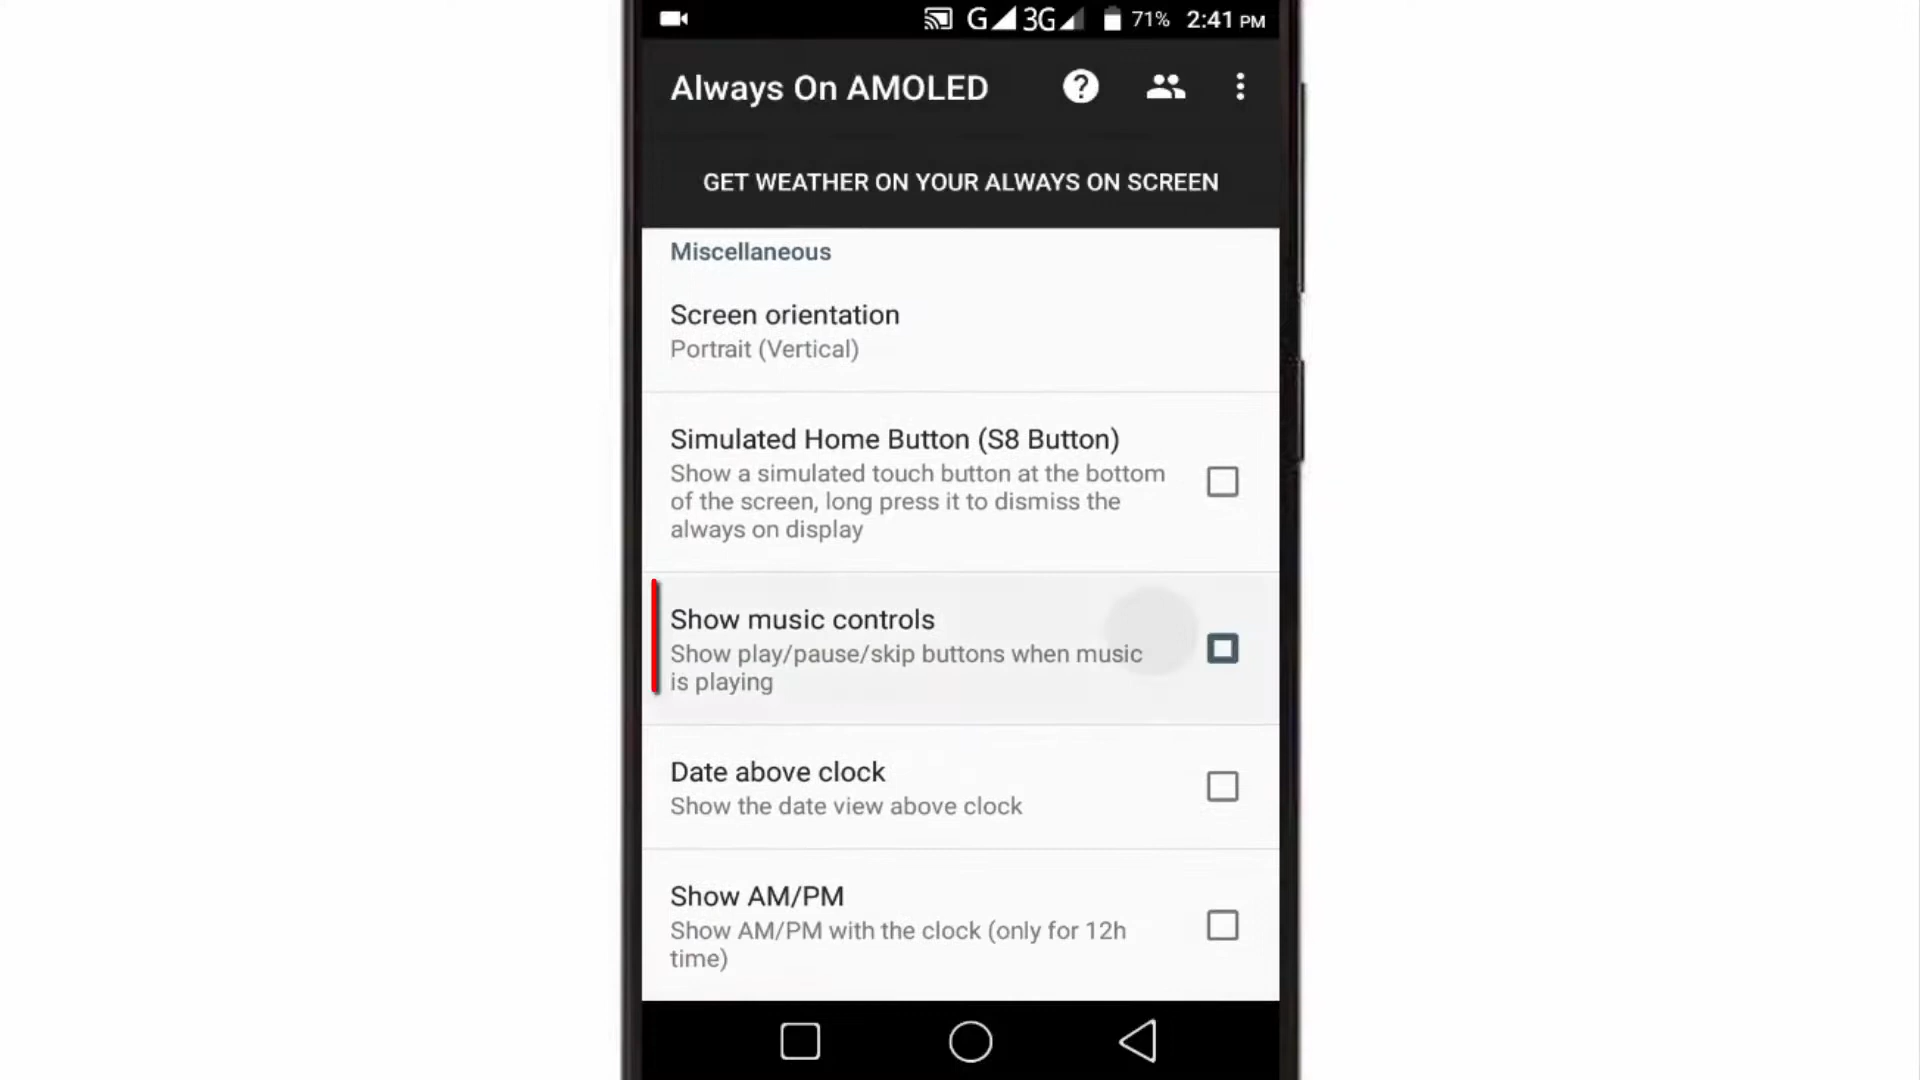 G 3G 71% 2:41 PM
Always On AMOLED
GET WEATHER ON YOUR ALWAYS ON SCREEN
Miscellaneous
Screen orientation
Portrait (Vertical)
Simulated Home Button (S8 Button)
Show a simulated touch button at the bottom
of the screen, long press it to dismiss the
always on display
Show music controls
Show play/pause/skip buttons when music
is playing
Date above clock
Show the date view above clock
Show AM/PM
Show AM/PM with the clock (only for 12h
time)